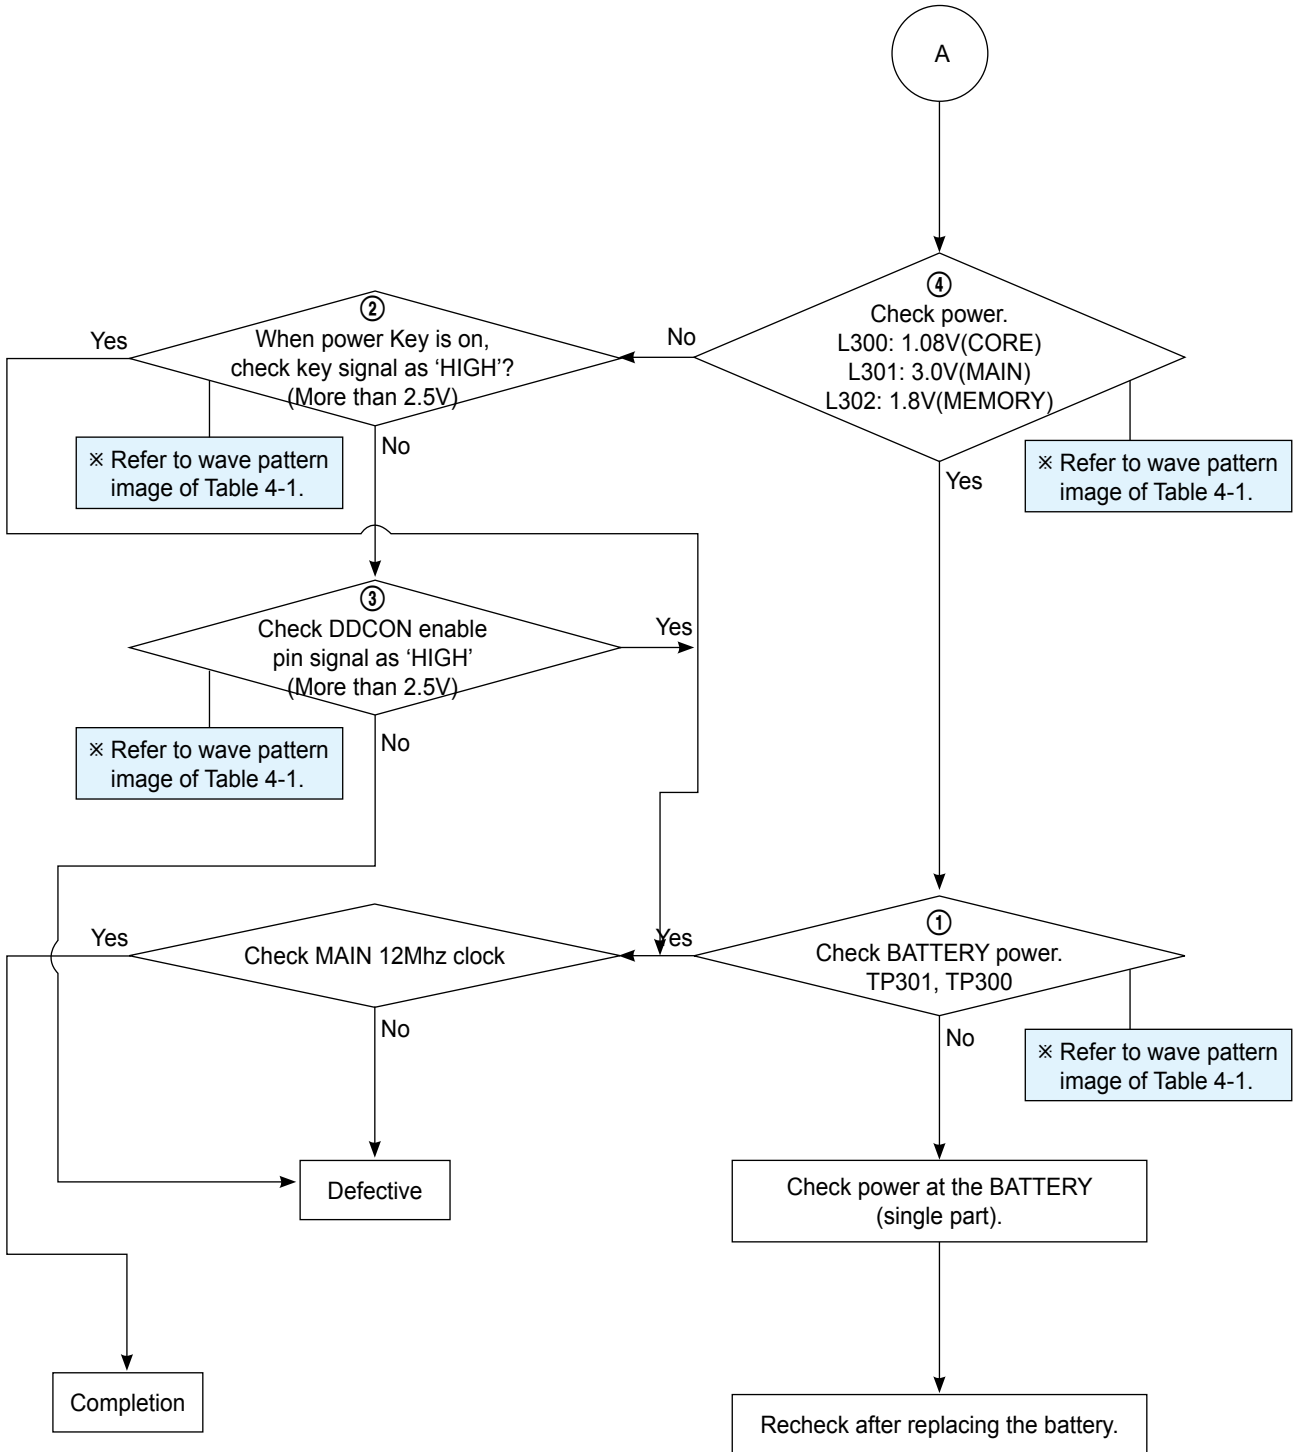 A
④
Check power.
L300: 1.08V(CORE)
L301: 3.0V(MAIN)
L302: 1.8V(MEMORY)
No
Yes
※ Refer to wave pattern
image of Table 4-1.
②
When power Key is on,
check key signal as ‘HIGH’?
(More than 2.5V)
Yes
No
※ Refer to wave pattern
image of Table 4-1.
③
Check DDCON enable
pin signal as ‘HIGH’
(More than 2.5V)
Yes
No
※ Refer to wave pattern
image of Table 4-1.
①
Check BATTERY power.
TP301, TP300
Yes
No
※ Refer to wave pattern
image of Table 4-1.
Check MAIN 12Mhz clock
Yes
No
Defective
Check power at the BATTERY
(single part).
Completion
Recheck after replacing the battery.